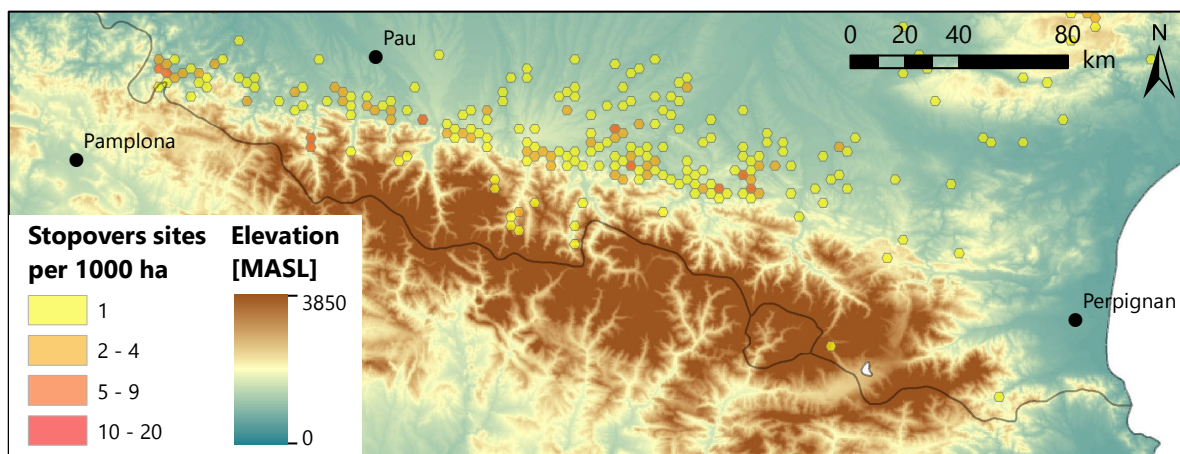 Pau
0 20 40 80
km
N
Pamplona
Stopovers sites
per 1000 ha
1
2 - 4
5 - 9
10 - 20
Elevation
[MASL]
3850
0
Perpignan